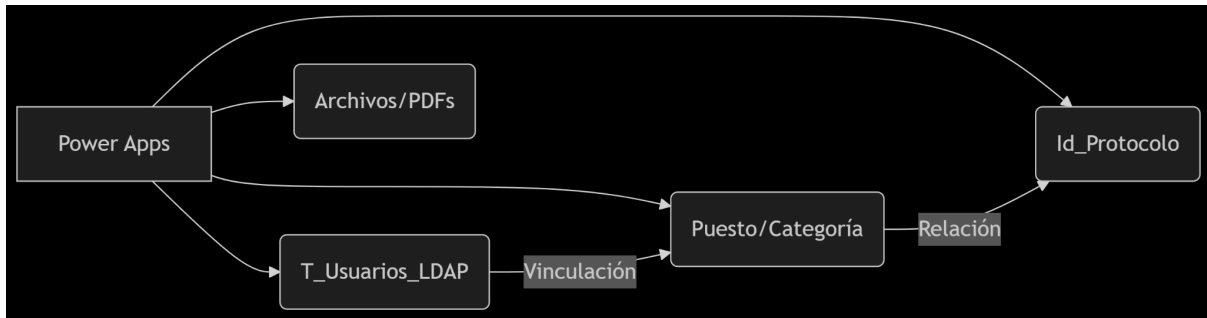 Archivos/PDFs
Power Apps
Id_Protocolo
Puesto/Categoría
Relación
T_Usuarios_LDAP
Vinculación